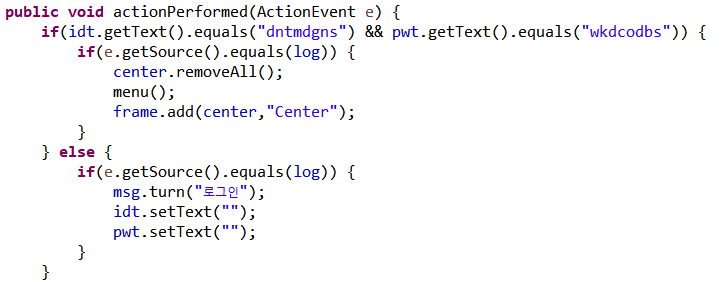 public void actionPerformed(ActionEvent e) {
    if(idt.getText().equals("dntmdgns") && pwt.getText().equals("wkdcodbs")) {
        if(e.getSource().equals(log)) {
            center.removeAll();
            menu();
            frame.add(center,"Center");
        }
    } else {
        if(e.getSource().equals(log)) {
            msg.turn("로그인");
            idt.setText("");
            pwt.setText("");
        }
    }